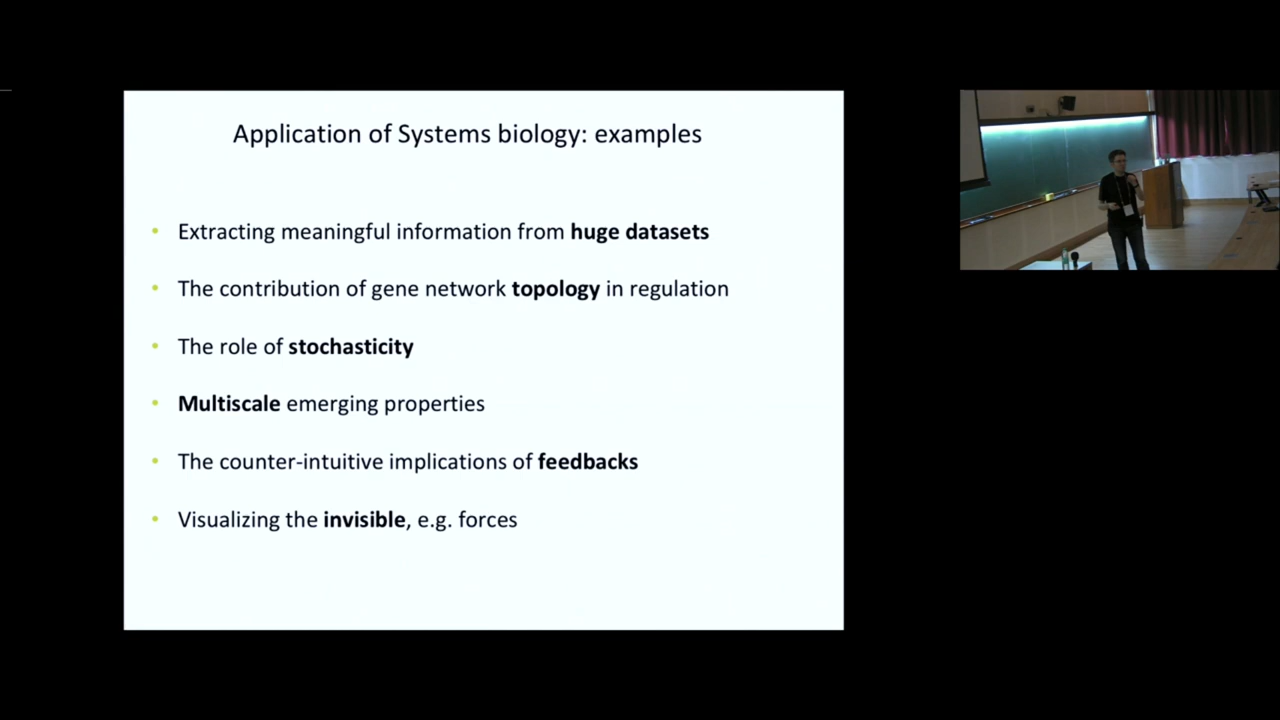 Application of Systems biology: examples
• Extracting meaningful information from huge datasets
• The contribution of gene network topology in regulation
• The role of stochasticity
• Multiscale emerging properties
• The counter-intuitive implications of feedbacks
• Visualizing the invisible, e.g. forces